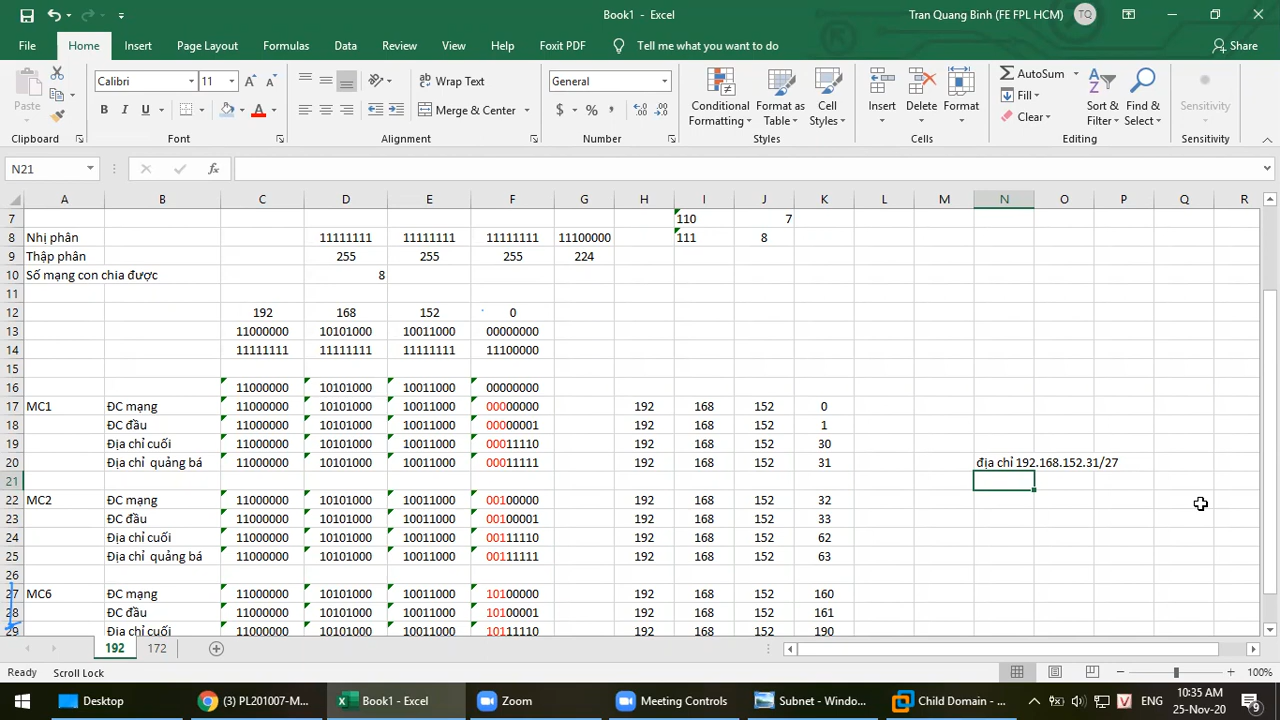 Book1 - Excel
Tran Quang Binh (FE FPL HCM)
TQ
File Home Insert Page Layout Formulas Data Review View Help Foxit PDF Tell me what you want to do Share
Calibri 11 Wrap Text General AutoSum
Paste B I U Merge & Center $ % Conditional Formatting Format as Table Cell Styles Insert Delete Format Fill Clear Sort & Filter Find & Select Sensitivity
Clipboard Font Alignment Number Styles Cells Editing Sensitivity
N21 fx
A B C D E F G H I J K L M N O P Q R
7 110 7
8 Nhị phân 11111111 11111111 11111111 11100000 111 8
9 Thập phân 255 255 255 224
10 Số mạng con chia được 8
11
12 192 168 152 0
13 11000000 10101000 10011000 00000000
14 11111111 11111111 11111111 11100000
15
16 11000000 10101000 10011000 00000000
17 MC1 ĐC mạng 11000000 10101000 10011000 00000000 192 168 152 0
18 ĐC đầu 11000000 10101000 10011000 00000001 192 168 152 1
19 Địa chỉ cuối 11000000 10101000 10011000 00011110 192 168 152 30
20 Địa chỉ quảng bá 11000000 10101000 10011000 00011111 192 168 152 31 địa chỉ 192.168.152.31/27
21
22 MC2 ĐC mạng 11000000 10101000 10011000 00100000 192 168 152 32
23 ĐC đầu 11000000 10101000 10011000 00100001 192 168 152 33
24 Địa chỉ cuối 11000000 10101000 10011000 00111110 192 168 152 62
25 Địa chỉ quảng bá 11000000 10101000 10011000 00111111 192 168 152 63
26
27 MC6 ĐC mạng 11000000 10101000 10011000 10100000 192 168 152 160
28 ĐC đầu 11000000 10101000 10011000 10100001 192 168 152 161
29 Địa chỉ cuối 11000000 10101000 10011000 10111110 192 168 152 190
192 172
Ready Scroll Lock 100%
Desktop (3) PL201007-M... Book1 - Excel Zoom Meeting Controls Subnet - Window... Child Domain - ... V ENG 10:35 AM
25-Nov-20 9